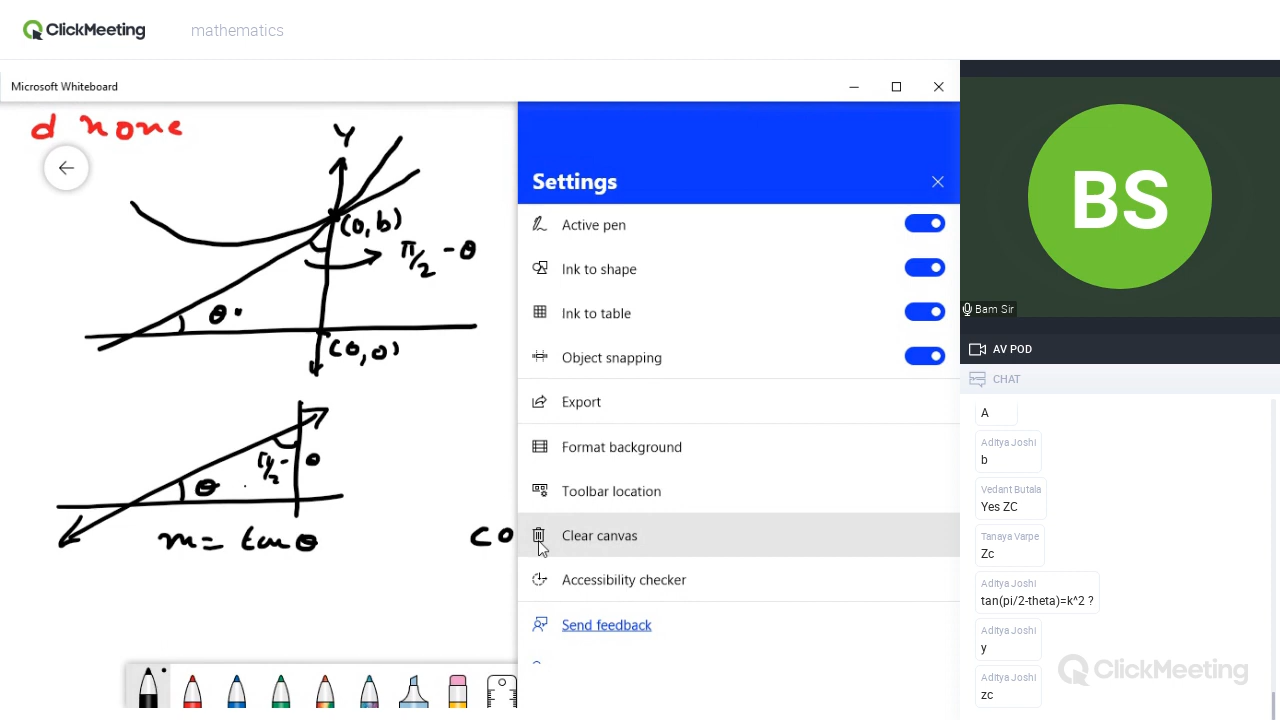 ClickMeeting mathematics
Microsoft Whiteboard
d none
Y
(0,b)
π/2 - θ
θ
(0,0)
π/2 - θ
θ
m = tan θ
co
Settings
Active pen
Ink to shape
Ink to table
Object snapping
Export
Format background
Toolbar location
Clear canvas
Accessibility checker
Send feedback
BS
Bam Sir
AV POD
CHAT
A
Aditya Joshi
b
Vedant Butala
Yes ZC
Tanaya Varpe
Zc
Aditya Joshi
tan(pi/2-theta)=k^2 ?
Aditya Joshi
y
Aditya Joshi
zc
ClickMeeting